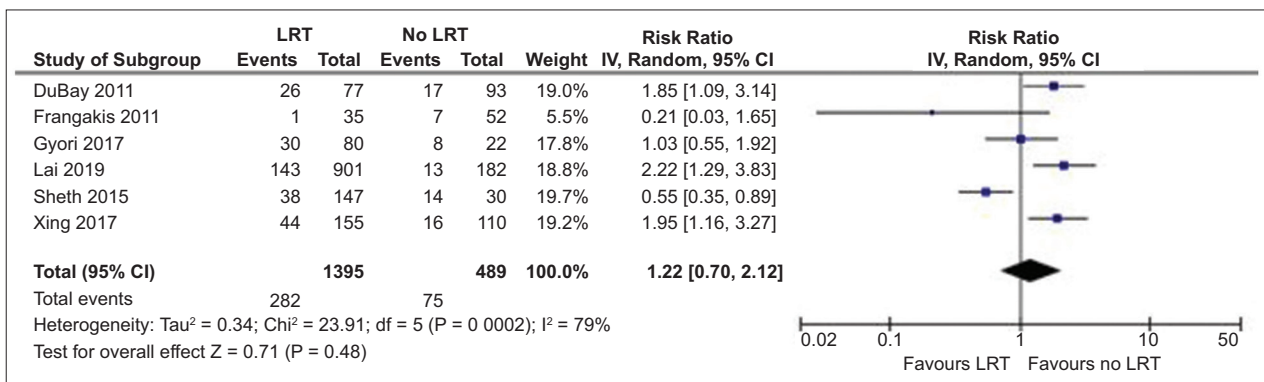 LRT No LRT Risk Ratio Risk Ratio
Study of Subgroup Events Total Events Total Weight IV, Random, 95% CI IV, Random, 95% CI
DuBay 2011 26 77 17 93 19.0% 1.85 [1.09, 3.14]
Frangakis 2011 1 35 7 52 5.5% 0.21 [0.03, 1.65]
Gyori 2017 30 80 8 22 17.8% 1.03 [0.55, 1.92]
Lai 2019 143 901 13 182 18.8% 2.22 [1.29, 3.83]
Sheth 2015 38 147 14 30 19.7% 0.55 [0.35, 0.89]
Xing 2017 44 155 16 110 19.2% 1.95 [1.16, 3.27]
Total (95% CI) 1395 489 100.0% 1.22 [0.70, 2.12]
Total events 282 75
Heterogeneity: Tau² = 0.34; Chi² = 23.91; df = 5 (P = 0 0002); I² = 79%
Test for overall effect Z = 0.71 (P = 0.48)
0.02 0.1 1 10 50
Favours LRT Favours no LRT